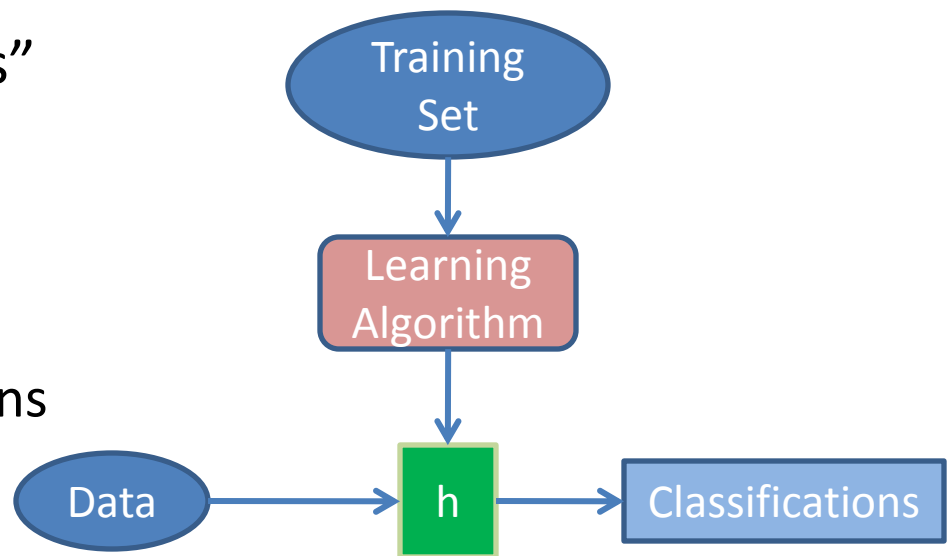 s”
Training
Set
Learning
Algorithm
ns
Data
h
Classifications